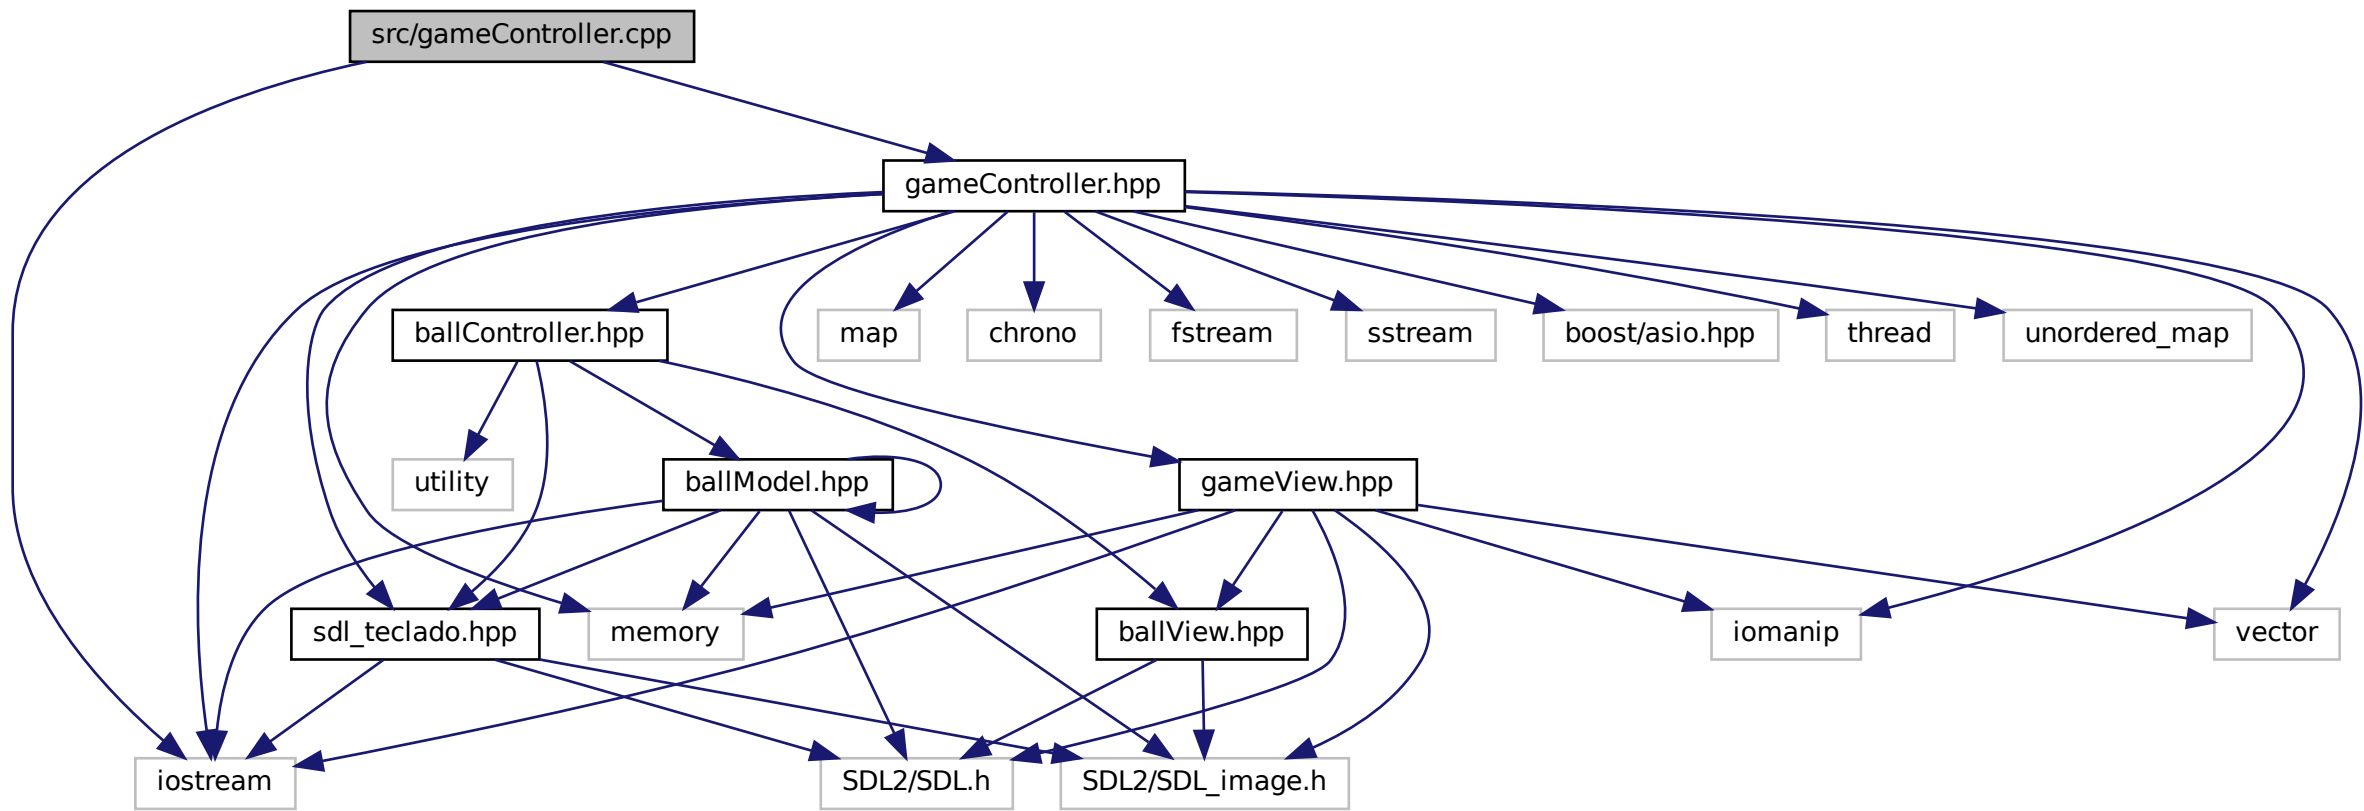 src/gameController.cpp
gameController.hpp
ballController.hpp
map
chrono
fstream
sstream
boost/asio.hpp
thread
unordered_map
utility
ballModel.hpp
gameView.hpp
sdl_teclado.hpp
memory
ballView.hpp
iomanip
vector
iostream
SDL2/SDL.h
SDL2/SDL_image.h